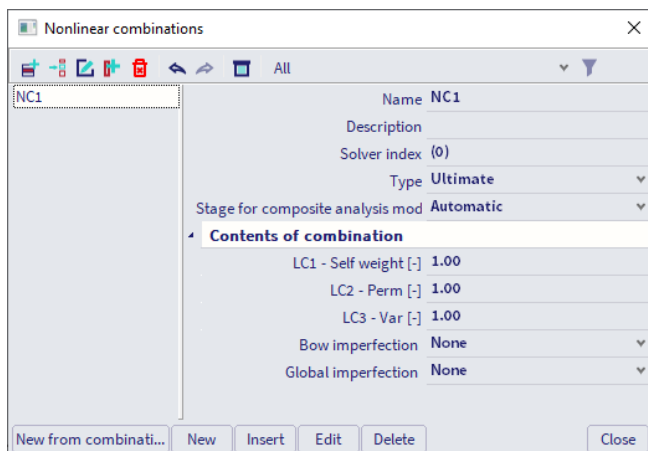 Nonlinear combinations
All
NC1
Name NC1
Description
Solver index (0)
Type Ultimate
Stage for composite analysis mod Automatic
Contents of combination
LC1 - Self weight [-] 1.00
LC2 - Perm [-] 1.00
LC3 - Var [-] 1.00
Bow imperfection None
Global imperfection None
New from combinati... New Insert Edit Delete Close